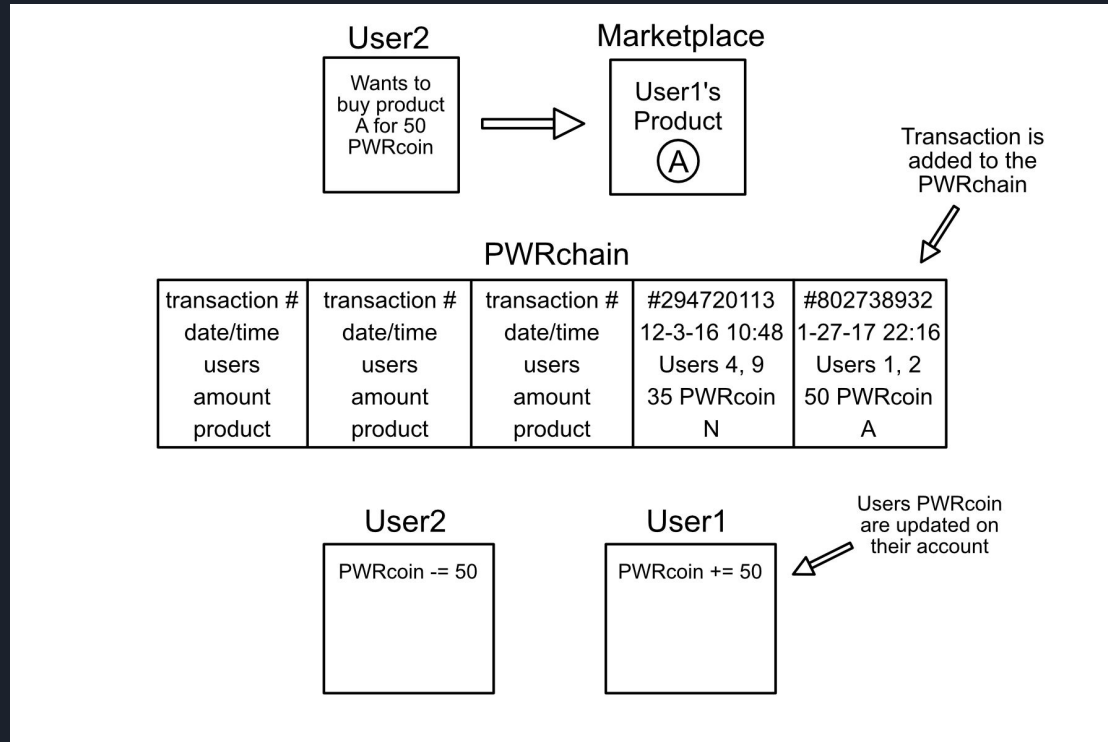 User2
Wants to
buy product
A for 50
PWRcoin
Marketplace
User1's
Product
A
Transaction is
added to the
PWRchain
PWRchain
transaction # transaction # transaction # #294720113 #802738932
date/time date/time date/time 12-3-16 10:48 1-27-17 22:16
users users users Users 4, 9 Users 1, 2
amount amount amount 35 PWRcoin 50 PWRcoin
product product product N A
User2
PWRcoin -= 50
User1
PWRcoin += 50
Users PWRcoin
are updated on
their account